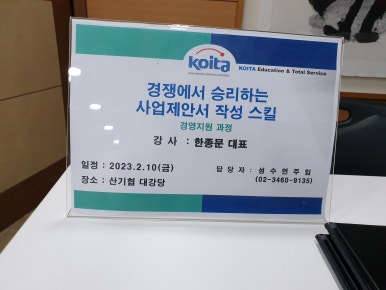 koita
KOITA Education & Total Service
경쟁에서 승리하는
사업제안서 작성 스킬
경영지원 과정
강 사 : 한종문 대표
일정 : 2023.2.10(금)
담 당 자 : 성 수 연 주 임
장소 : 산기협 대강당
(02-3460-9135)